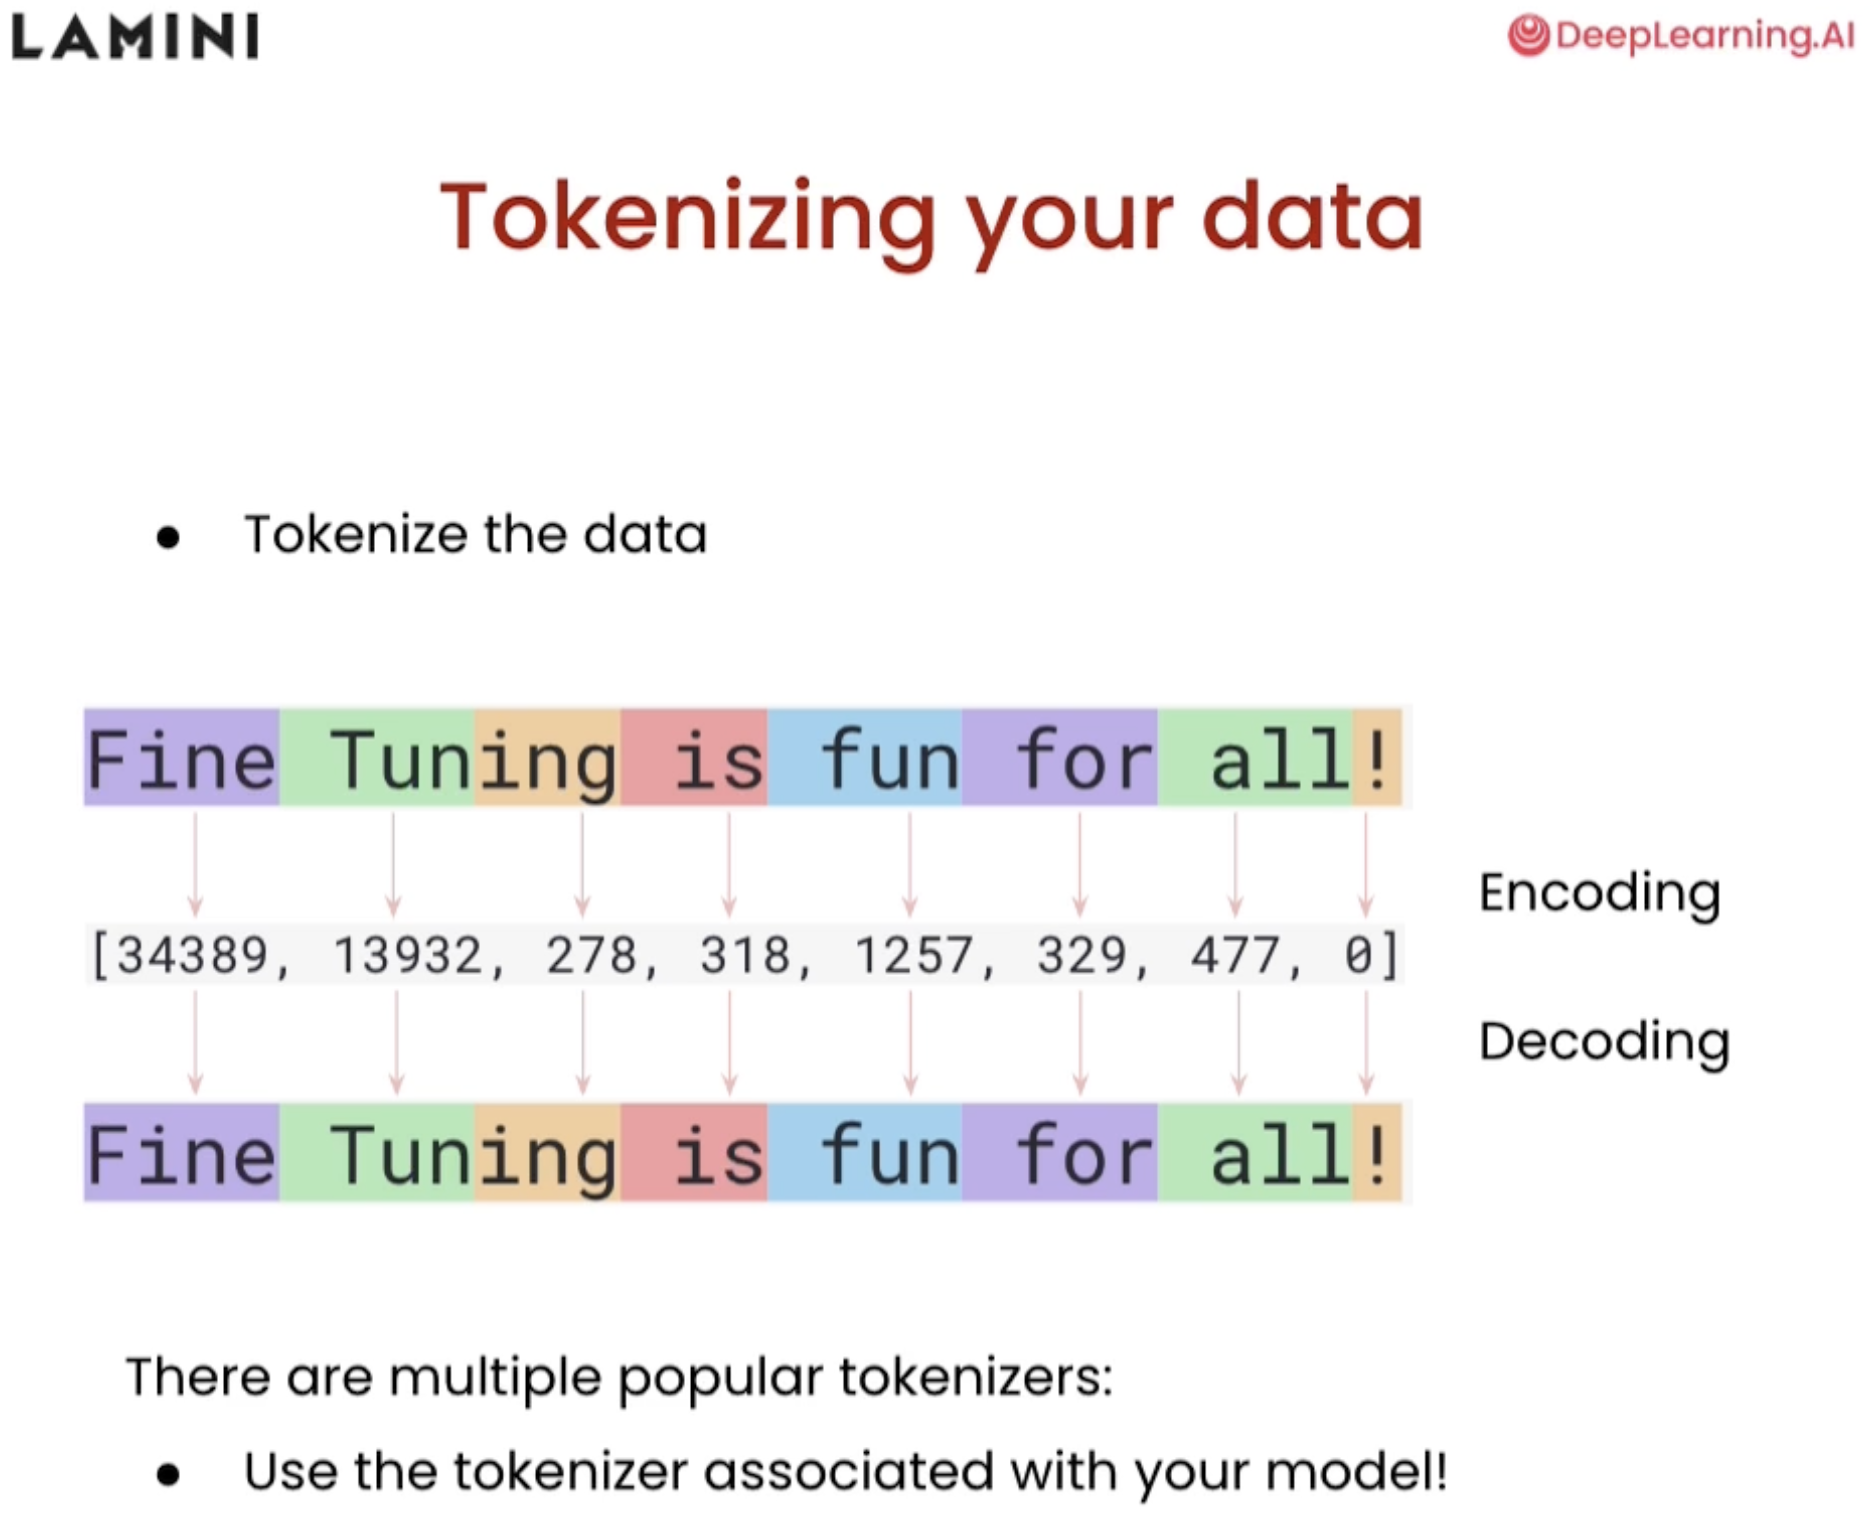 LAMINI
DeepLearning.AI
Tokenizing your data
● Tokenize the data
Fine Tuning is fun for all!
Encoding
[34389, 13932, 278, 318, 1257, 329, 477, 0]
Decoding
Fine Tuning is fun for all!
There are multiple popular tokenizers:
● Use the tokenizer associated with your model!